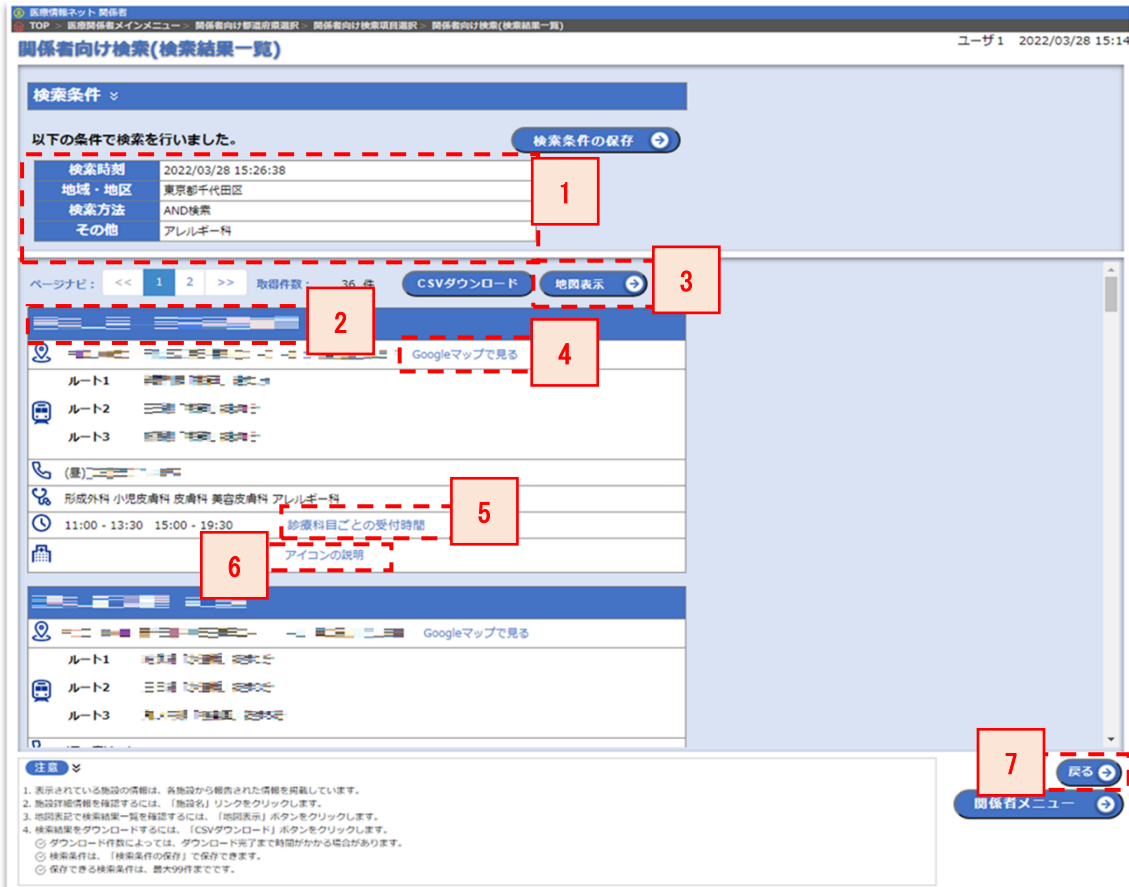 医療情報ネット 関係者
TOP > 医療関係者メインメニュー > 関係者向け都道府県選択 > 関係者向け検索項目選択 > 関係者向け検索(検索結果一覧)
関係者向け検索(検索結果一覧)
ユーザ1 2022/03/28 15:14
検索条件
以下の条件で検索を行いました。
検索条件の保存
検索時刻 2022/03/28 15:26:38
地域・地区 東京都千代田区
検索方法 AND検索
その他 アレルギー科
1
ページナビ: << 1 2 >> 取得件数: 36 件 CSVダウンロード 地図表示
3
2
Googleマップで見る
4
ルート1
ルート2
ルート3
(昼)
形成外科 小児皮膚科 皮膚科 美容皮膚科 アレルギー科
11:00 - 13:30 15:00 - 19:30 診療科目ごとの受付時間
5
アイコンの説明
6
Googleマップで見る
ルート1
ルート2
ルート3
7
戻る
関係者メニュー
注意
1. 表示されている施設の情報は、各施設から報告された情報を掲載しています。
2. 施設詳細情報を確認するには、「施設名」リンクをクリックします。
3. 地図表記で検索結果一覧を確認するには、「地図表示」ボタンをクリックします。
4. 検索結果をダウンロードするには、「CSVダウンロード」ボタンをクリックします。
ダウンロード件数によっては、ダウンロード完了まで時間がかかる場合があります。
検索条件は、「検索条件の保存」で保存できます。
保存できる検索条件は、最大99件までです。